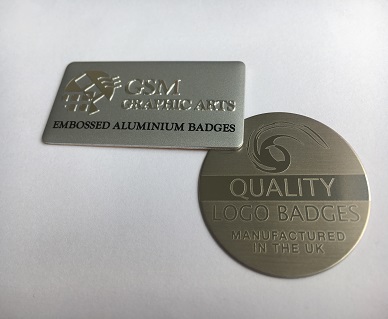 GSM
GRAPHIC ARTS
EMBOSSED ALUMINIUM BADGES
QUALITY
LOGO BADGES
MANUFACTURED
IN THE UK